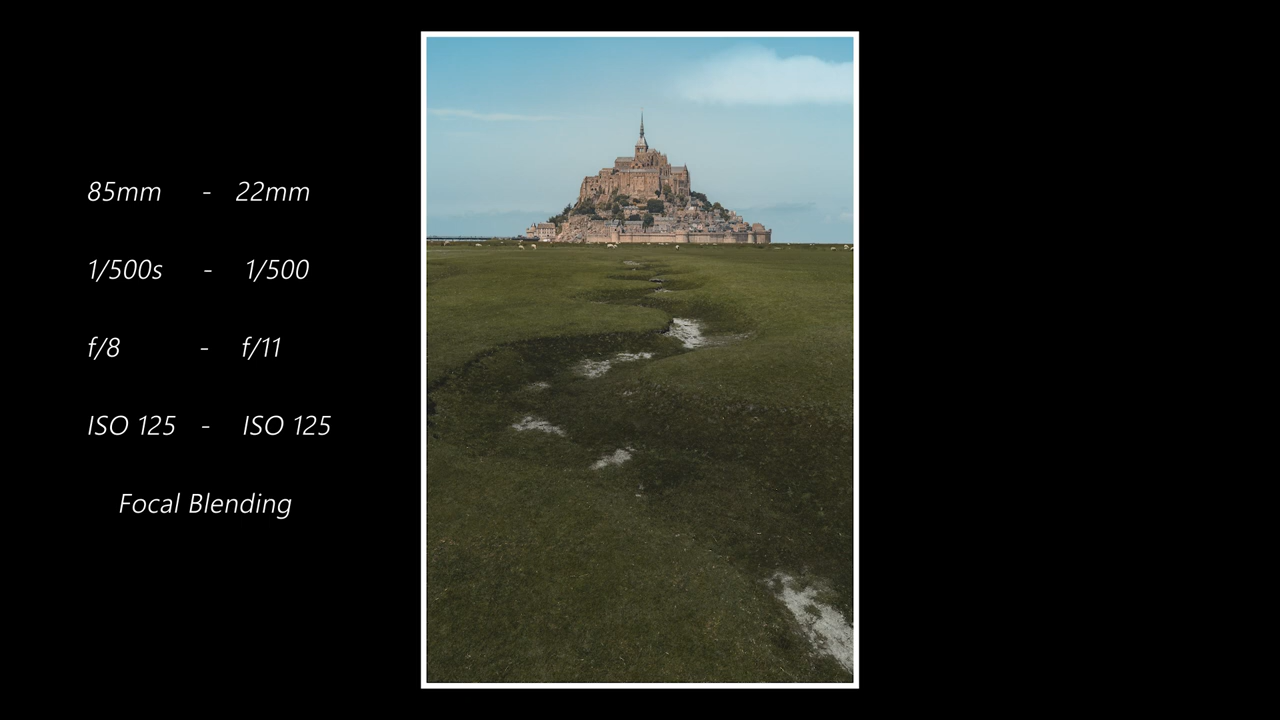 85mm - 22mm
1/500s - 1/500
f/8 - f/11
ISO 125 - ISO 125
Focal Blending